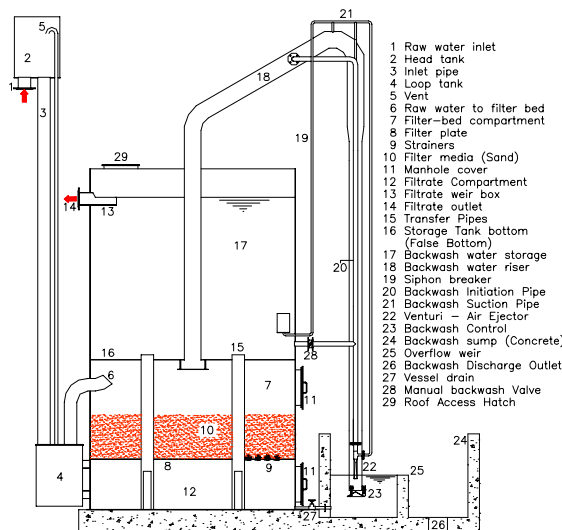 21
5
2
18
1
3
19
29
14
13
17
20
16
15
28
6
7
11
10
24
4
8
9
11
22
25
12
27
23
26
1 Raw water inlet
2 Head tank
3 Inlet pipe
4 Loop tank
5 Vent
6 Raw water to filter bed
7 Filter-bed compartment
8 Filter plate
9 Strainers
10 Filter media (Sand)
11 Manhole cover
12 Filtrate Compartment
13 Filtrate weir box
14 Filtrate outlet
15 Transfer Pipes
16 Storage Tank bottom
(False Bottom)
17 Backwash water storage
18 Backwash water riser
19 Siphon breaker
20 Backwash Initiation Pipe
21 Backwash Suction Pipe
22 Venturi - Air Ejector
23 Backwash Control
24 Backwash sump (Concrete)
25 Overflow weir
26 Backwash Discharge Outlet
27 Vessel drain
28 Manual backwash Valve
29 Roof Access Hatch